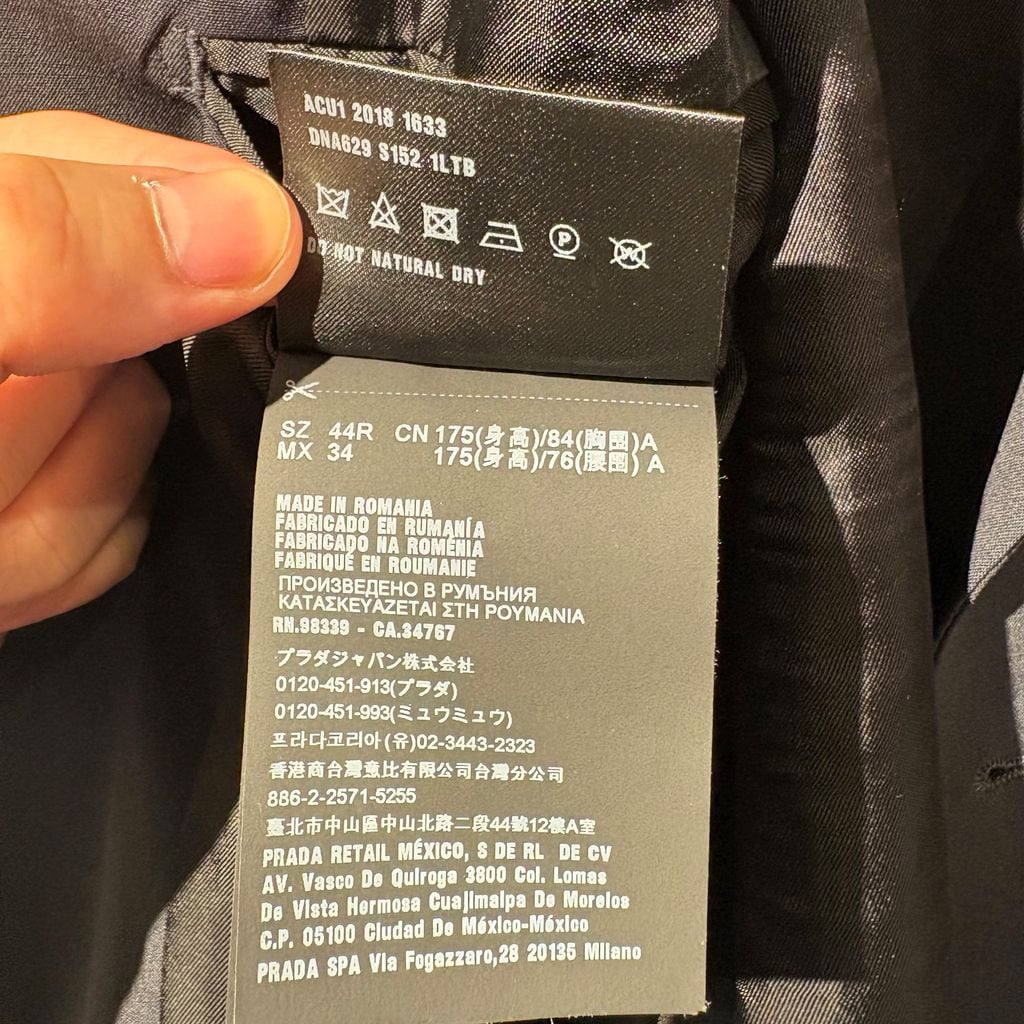 ACU1 2018 1633
DNA629 S152 1LTB
P
W
DO NOT NATURAL DRY
SZ 44R CN 175(身高)/84(胸围)A
MX 34 175(身高)/76(腰围)A
MADE IN ROMANIA
FABRICADO EN RUMANÍA
FABRICADO NA ROMÉNIA
FABRIQUÉ EN ROUMANIE
ПРОИЗВЕДЕНО В РУМЪНИЯ
ΚΑΤΑΣΚΕΥΑΖΕΤΑΙ ΣΤΗ ΡΟΥΜΑΝΙΑ
RN.98339 - CA.34767
プラダジャパン株式会社
0120-451-913(プラダ)
0120-451-993(ミュウミュウ)
프라다코리아(유)02-3443-2323
香港商台灣意比有限公司台灣分公司
886-2-2571-5255
臺北市中山區中山北路二段44號12樓A室
PRADA RETAIL MÉXICO, S DE RL DE CV
AV. Vasco De Quiroga 3800 Col. Lomas
De Vista Hermosa Cuajimalpa De Morelos
C.P. 05100 Ciudad De México-México
PRADA SPA Via Fogazzaro,28 20135 Milano